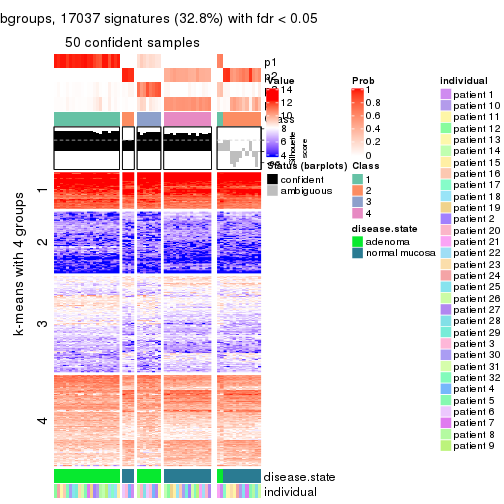 bgroups, 17037 signatures (32.8%) with fdr < 0.05
50 confident samples
p1
p2
value
14
12
10
8
6
4
silhouette
score
Status (barplots)
confident
ambiguous
Prob
1
0.8
0.6
0.4
0.2
0
Class
1
2
3
4
disease.state
adenoma
normal mucosa
individual
patient 1
patient 10
patient 11
patient 12
patient 13
patient 14
patient 15
patient 16
patient 17
patient 18
patient 19
patient 2
patient 20
patient 21
patient 22
patient 23
patient 24
patient 25
patient 26
patient 27
patient 28
patient 29
patient 3
patient 30
patient 31
patient 32
patient 4
patient 5
patient 6
patient 7
patient 8
patient 9
k-means with 4 groups
1
2
3
4
disease.state
individual